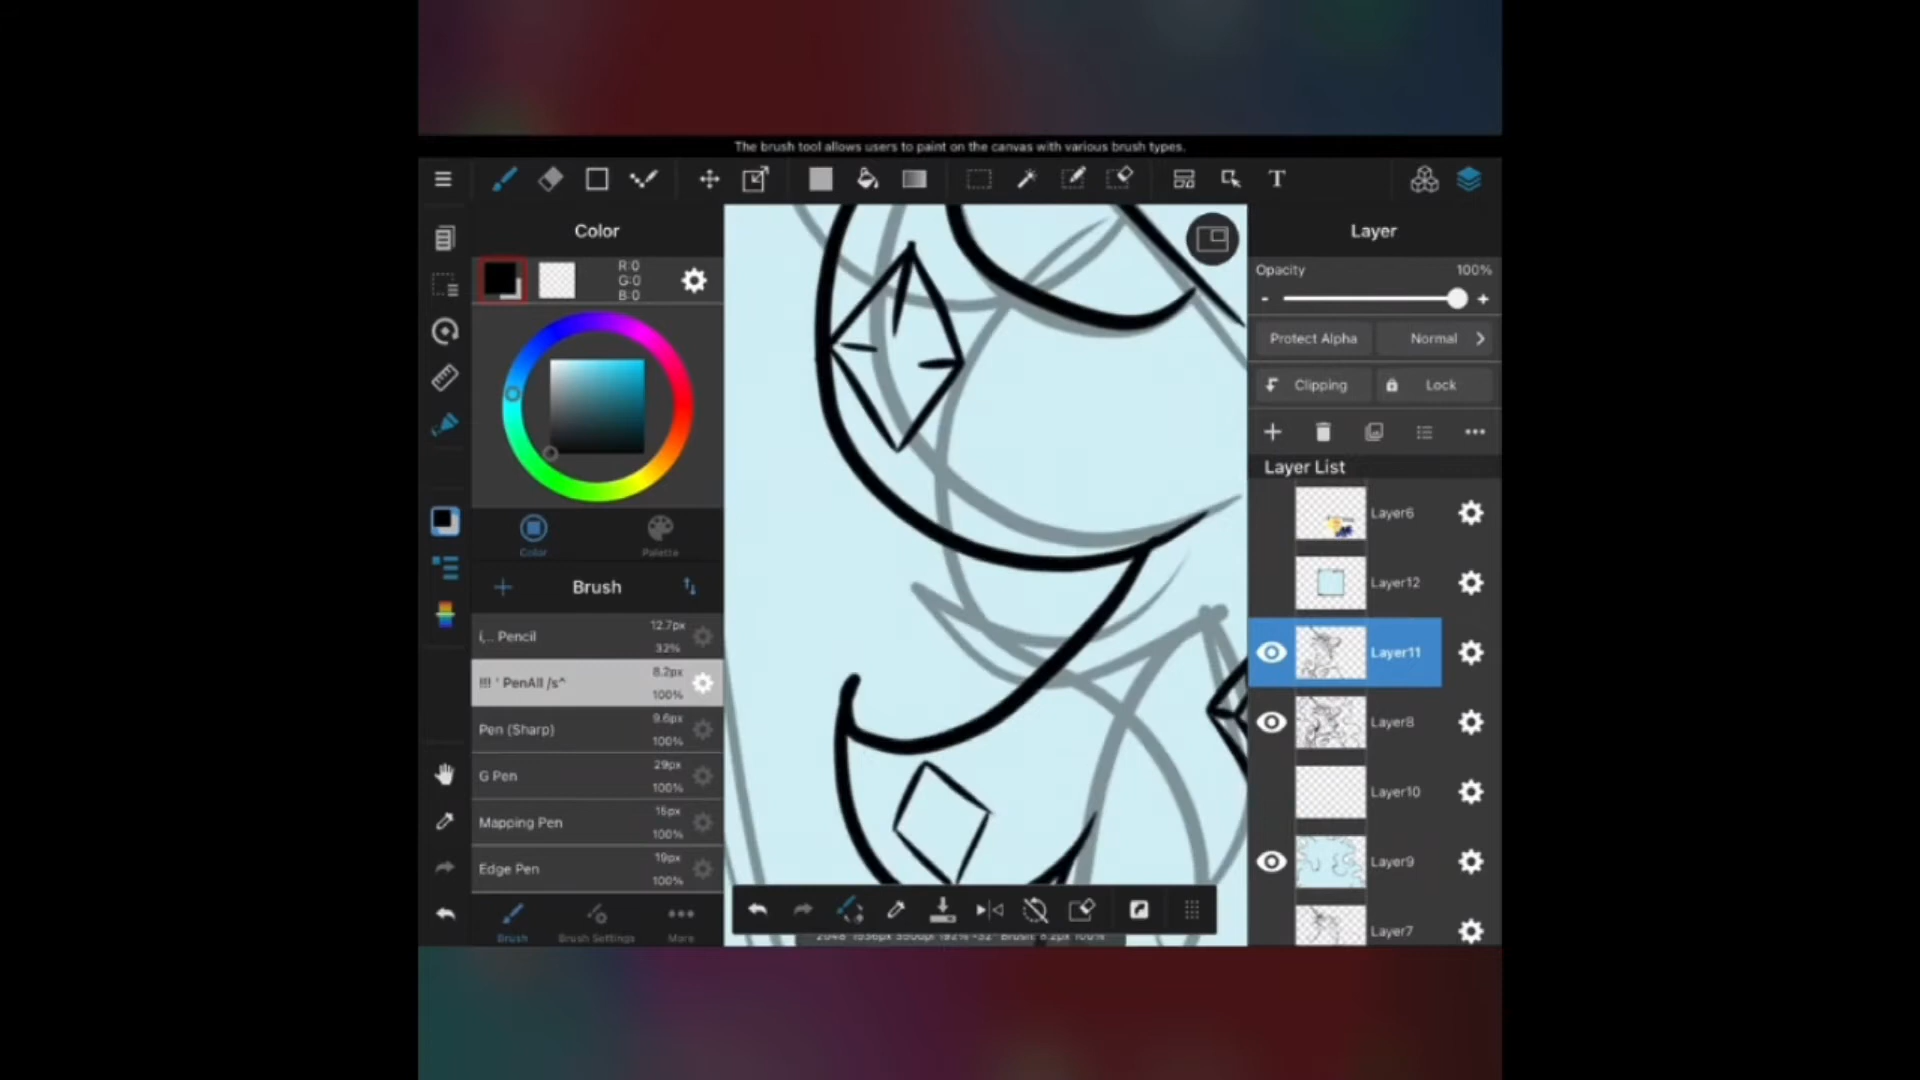 The brush tool allows users to paint on the canvas with various brush types.
T
Color
R:0
G:0
B:0
Color
Palette
Brush
í,.. Pencil
12.7px
32%
!!! ' PenAll /s^
8.2px
100%
Pen (Sharp)
9.6px
100%
G Pen
29px
100%
Mapping Pen
15px
100%
Edge Pen
19px
100%
Brush
Brush Settings
More
Layer
Opacity
100%
-
+
Protect Alpha
Normal
Clipping
Lock
Layer List
Layer6
Layer12
Layer11
Layer8
Layer10
Layer9
Layer7